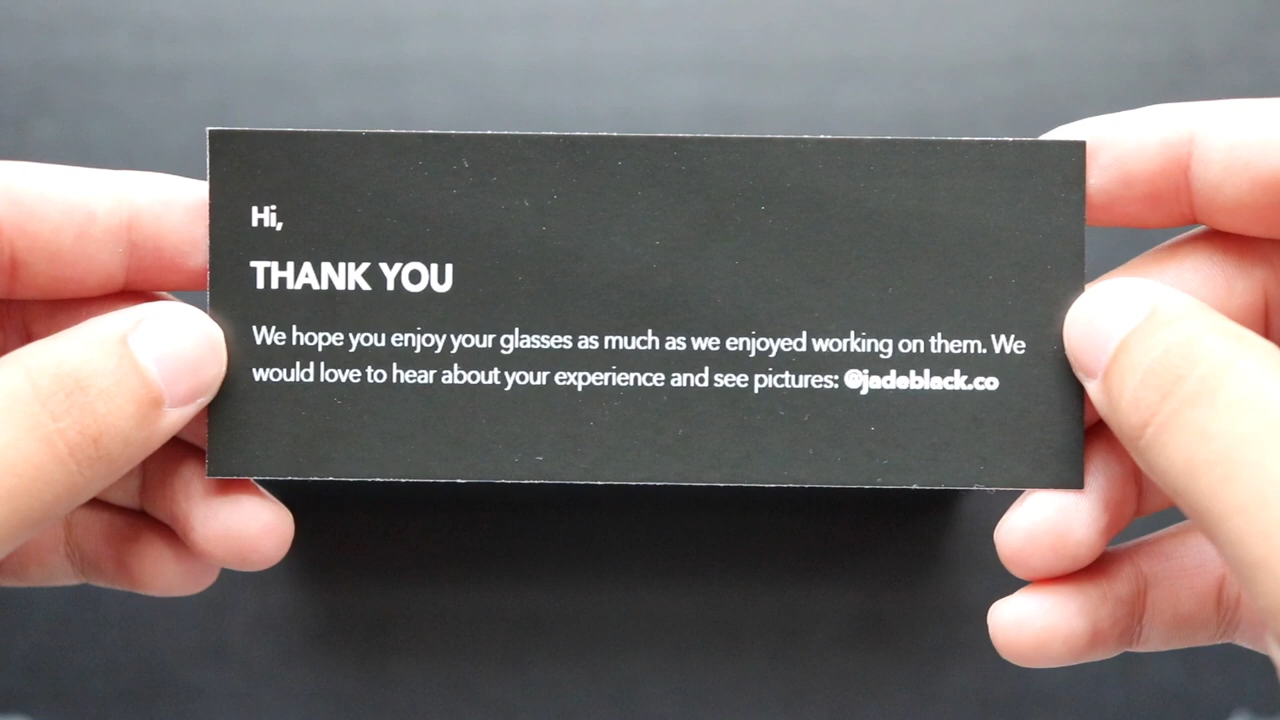 Hi,
THANK YOU
We hope you enjoy your glasses as much as we enjoyed working on them. We
would love to hear about your experience and see pictures: @jadeblack.co